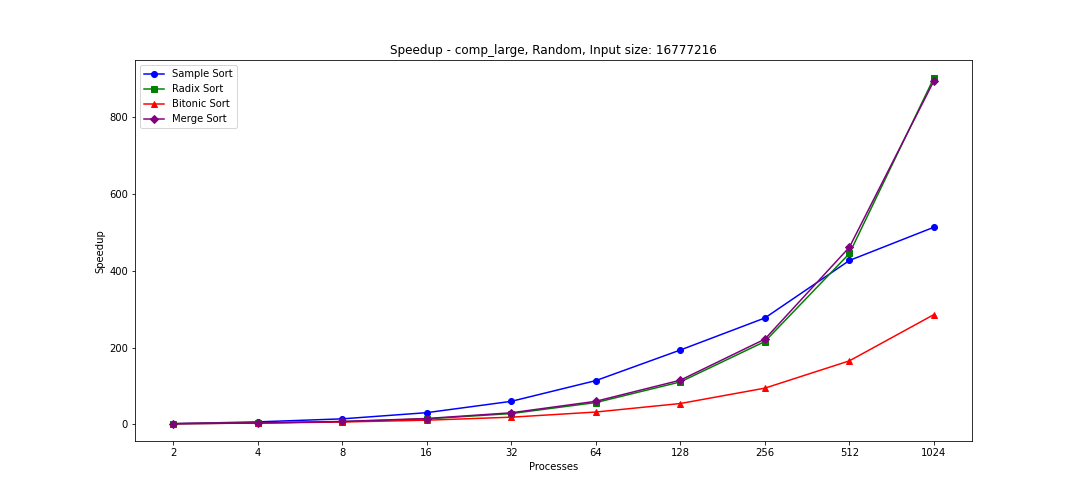 Speedup - comp_large, Random, Input size: 16777216
Sample Sort
Radix Sort
Bitonic Sort
Merge Sort
800
600
400
200
0
Speedup
2 4 8 16 32 64 128 256 512 1024
Processes